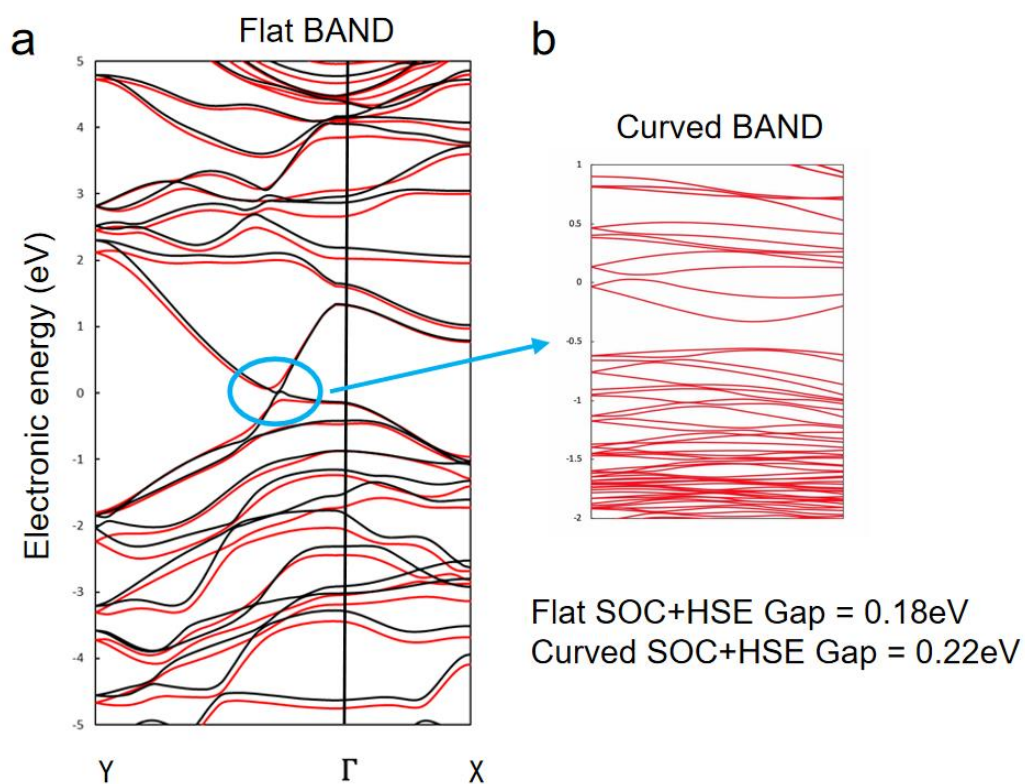 a
Flat BAND
b
5
4
3
2
1
0
-1
-2
-3
-4
-5
Electronic energy (eV)
Y
Γ
X
Curved BAND
1
0.5
0
-0.5
-1
-1.5
-2
Flat SOC+HSE Gap = 0.18eV
Curved SOC+HSE Gap = 0.22eV